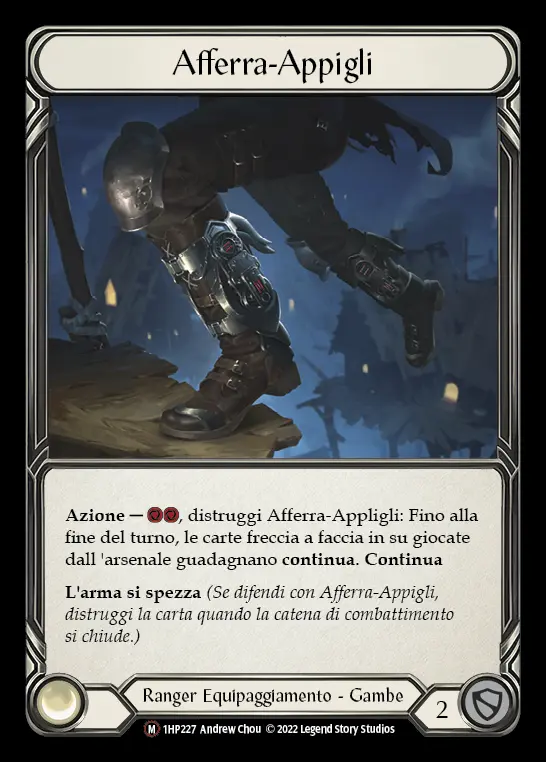 Afferra-Appigli
Azione — , distruggi Afferra-Appligli: Fino alla
fine del turno, le carte freccia a faccia in su giocate
dall 'arsenale guadagnano continua. Continua
L'arma si spezza (Se difendi con Afferra-Appigli,
distruggi la carta quando la catena di combattimento
si chiude.)
Ranger Equipaggiamento - Gambe
2
M 1HP227 Andrew Chou © 2022 Legend Story Studios